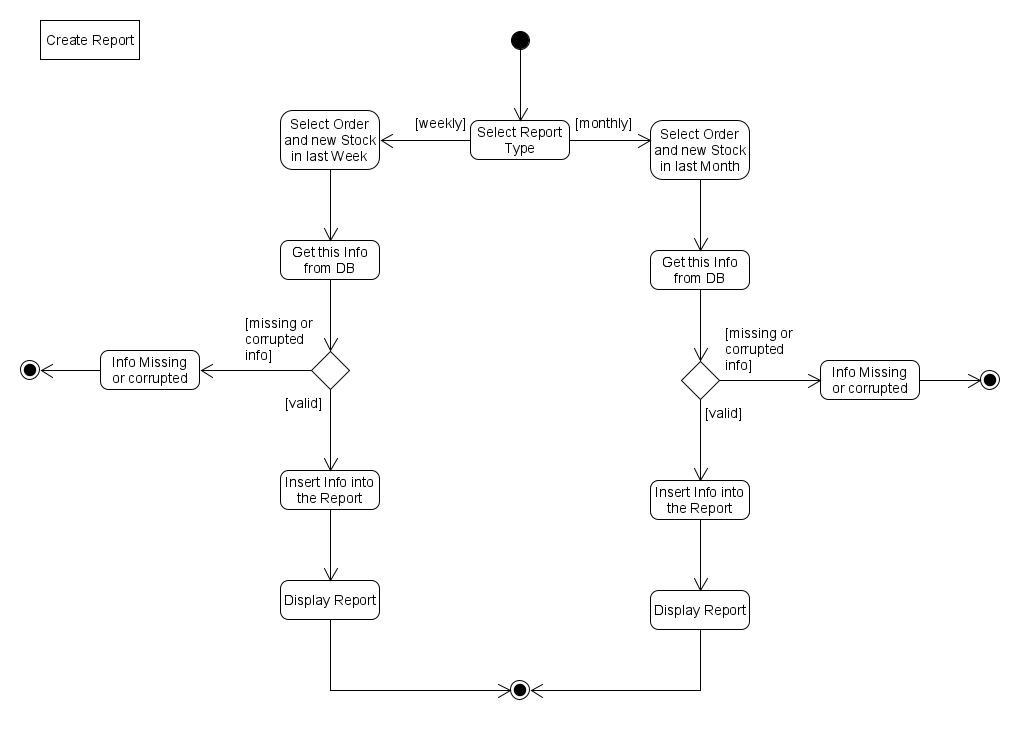 Create Report
[weekly]
[monthly]
Select Report
Type
Select Order
and new Stock
in last Week
Select Order
and new Stock
in last Month
Get this Info
from DB
Get this Info
from DB
[missing or
corrupted
info]
[missing or
corrupted
info]
Info Missing
or corrupted
Info Missing
or corrupted
[valid]
[valid]
Insert Info into
the Report
Insert Info into
the Report
Display Report
Display Report